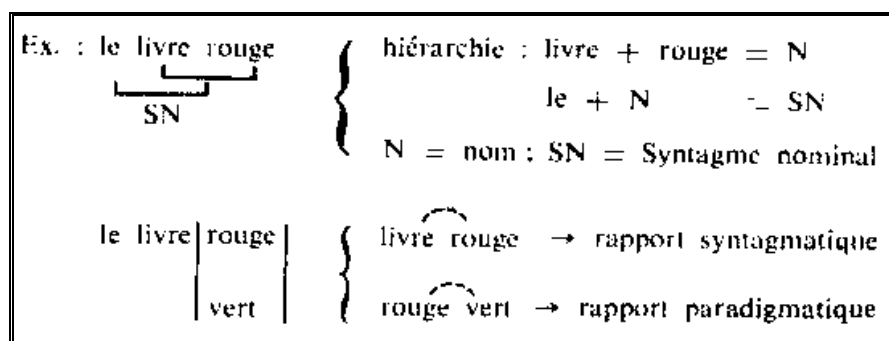 Ex. : le livre rouge hiérarchie : livre + rouge = N
SN le + N = SN
N = nom ; SN = Syntagme nominal
le livre rouge livre rouge → rapport syntagmatique
vert rouge vert → rapport paradigmatique